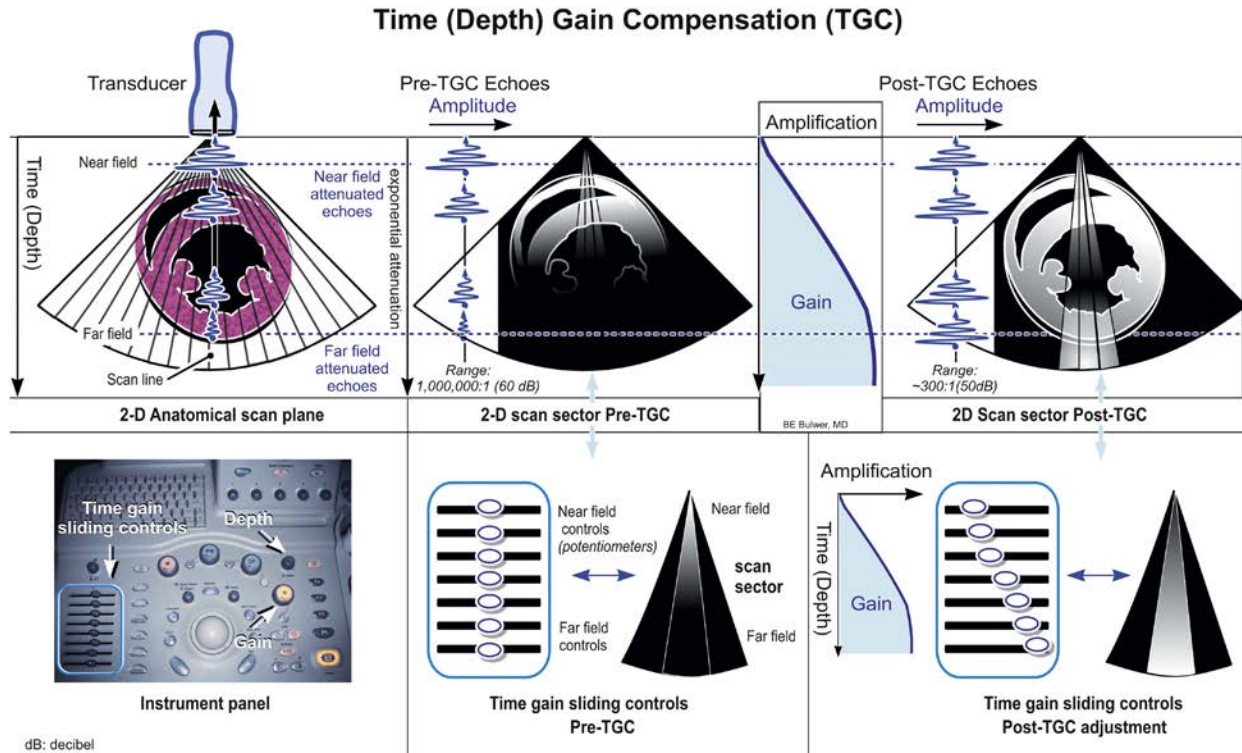 Time (Depth) Gain Compensation (TGC)
Transducer
Time (Depth)
Near field
Near field
attenuated
echoes
Far field
Far field
attenuated
echoes
Scan line
2-D Anatomical scan plane
Pre-TGC Echoes
Amplitude
exponential attenuation
Range:
1,000,000:1 (60 dB)
2-D scan sector Pre-TGC
Amplification
Gain
BE Bulwer, MD
Post-TGC Echoes
Amplitude
Range:
~300:1(50dB)
2D Scan sector Post-TGC
Time gain
sliding controls
Depth
Gain
Instrument panel
Near field
controls
(potentiometers)
Far field
controls
Near field
scan
sector
Far field
Time gain sliding controls
Pre-TGC
Amplification
Time (Depth)
Gain
Time gain sliding controls
Post-TGC adjustment
dB: decibel